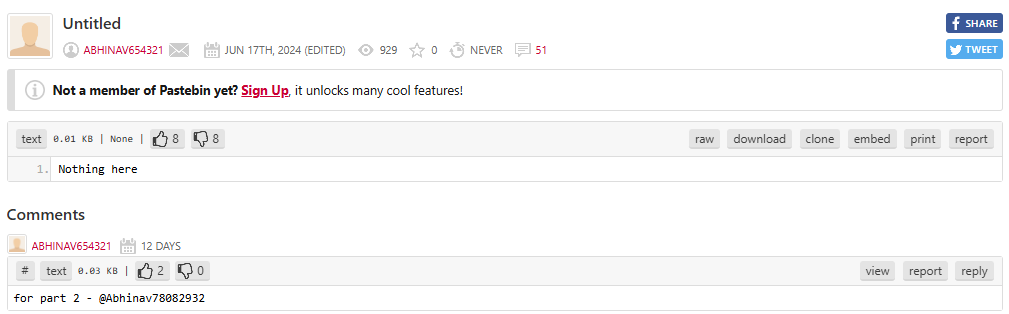 Untitled
SHARE
ABHINAV654321 JUN 17TH, 2024 (EDITED) 929 0 NEVER 51
TWEET
Not a member of Pastebin yet? Sign Up, it unlocks many cool features!
text 0.01 KB | None | 8 8 raw download clone embed print report
1. Nothing here
Comments
ABHINAV654321 12 DAYS
# text 0.03 KB | 2 0 view report reply
for part 2 - @Abhinav78082932